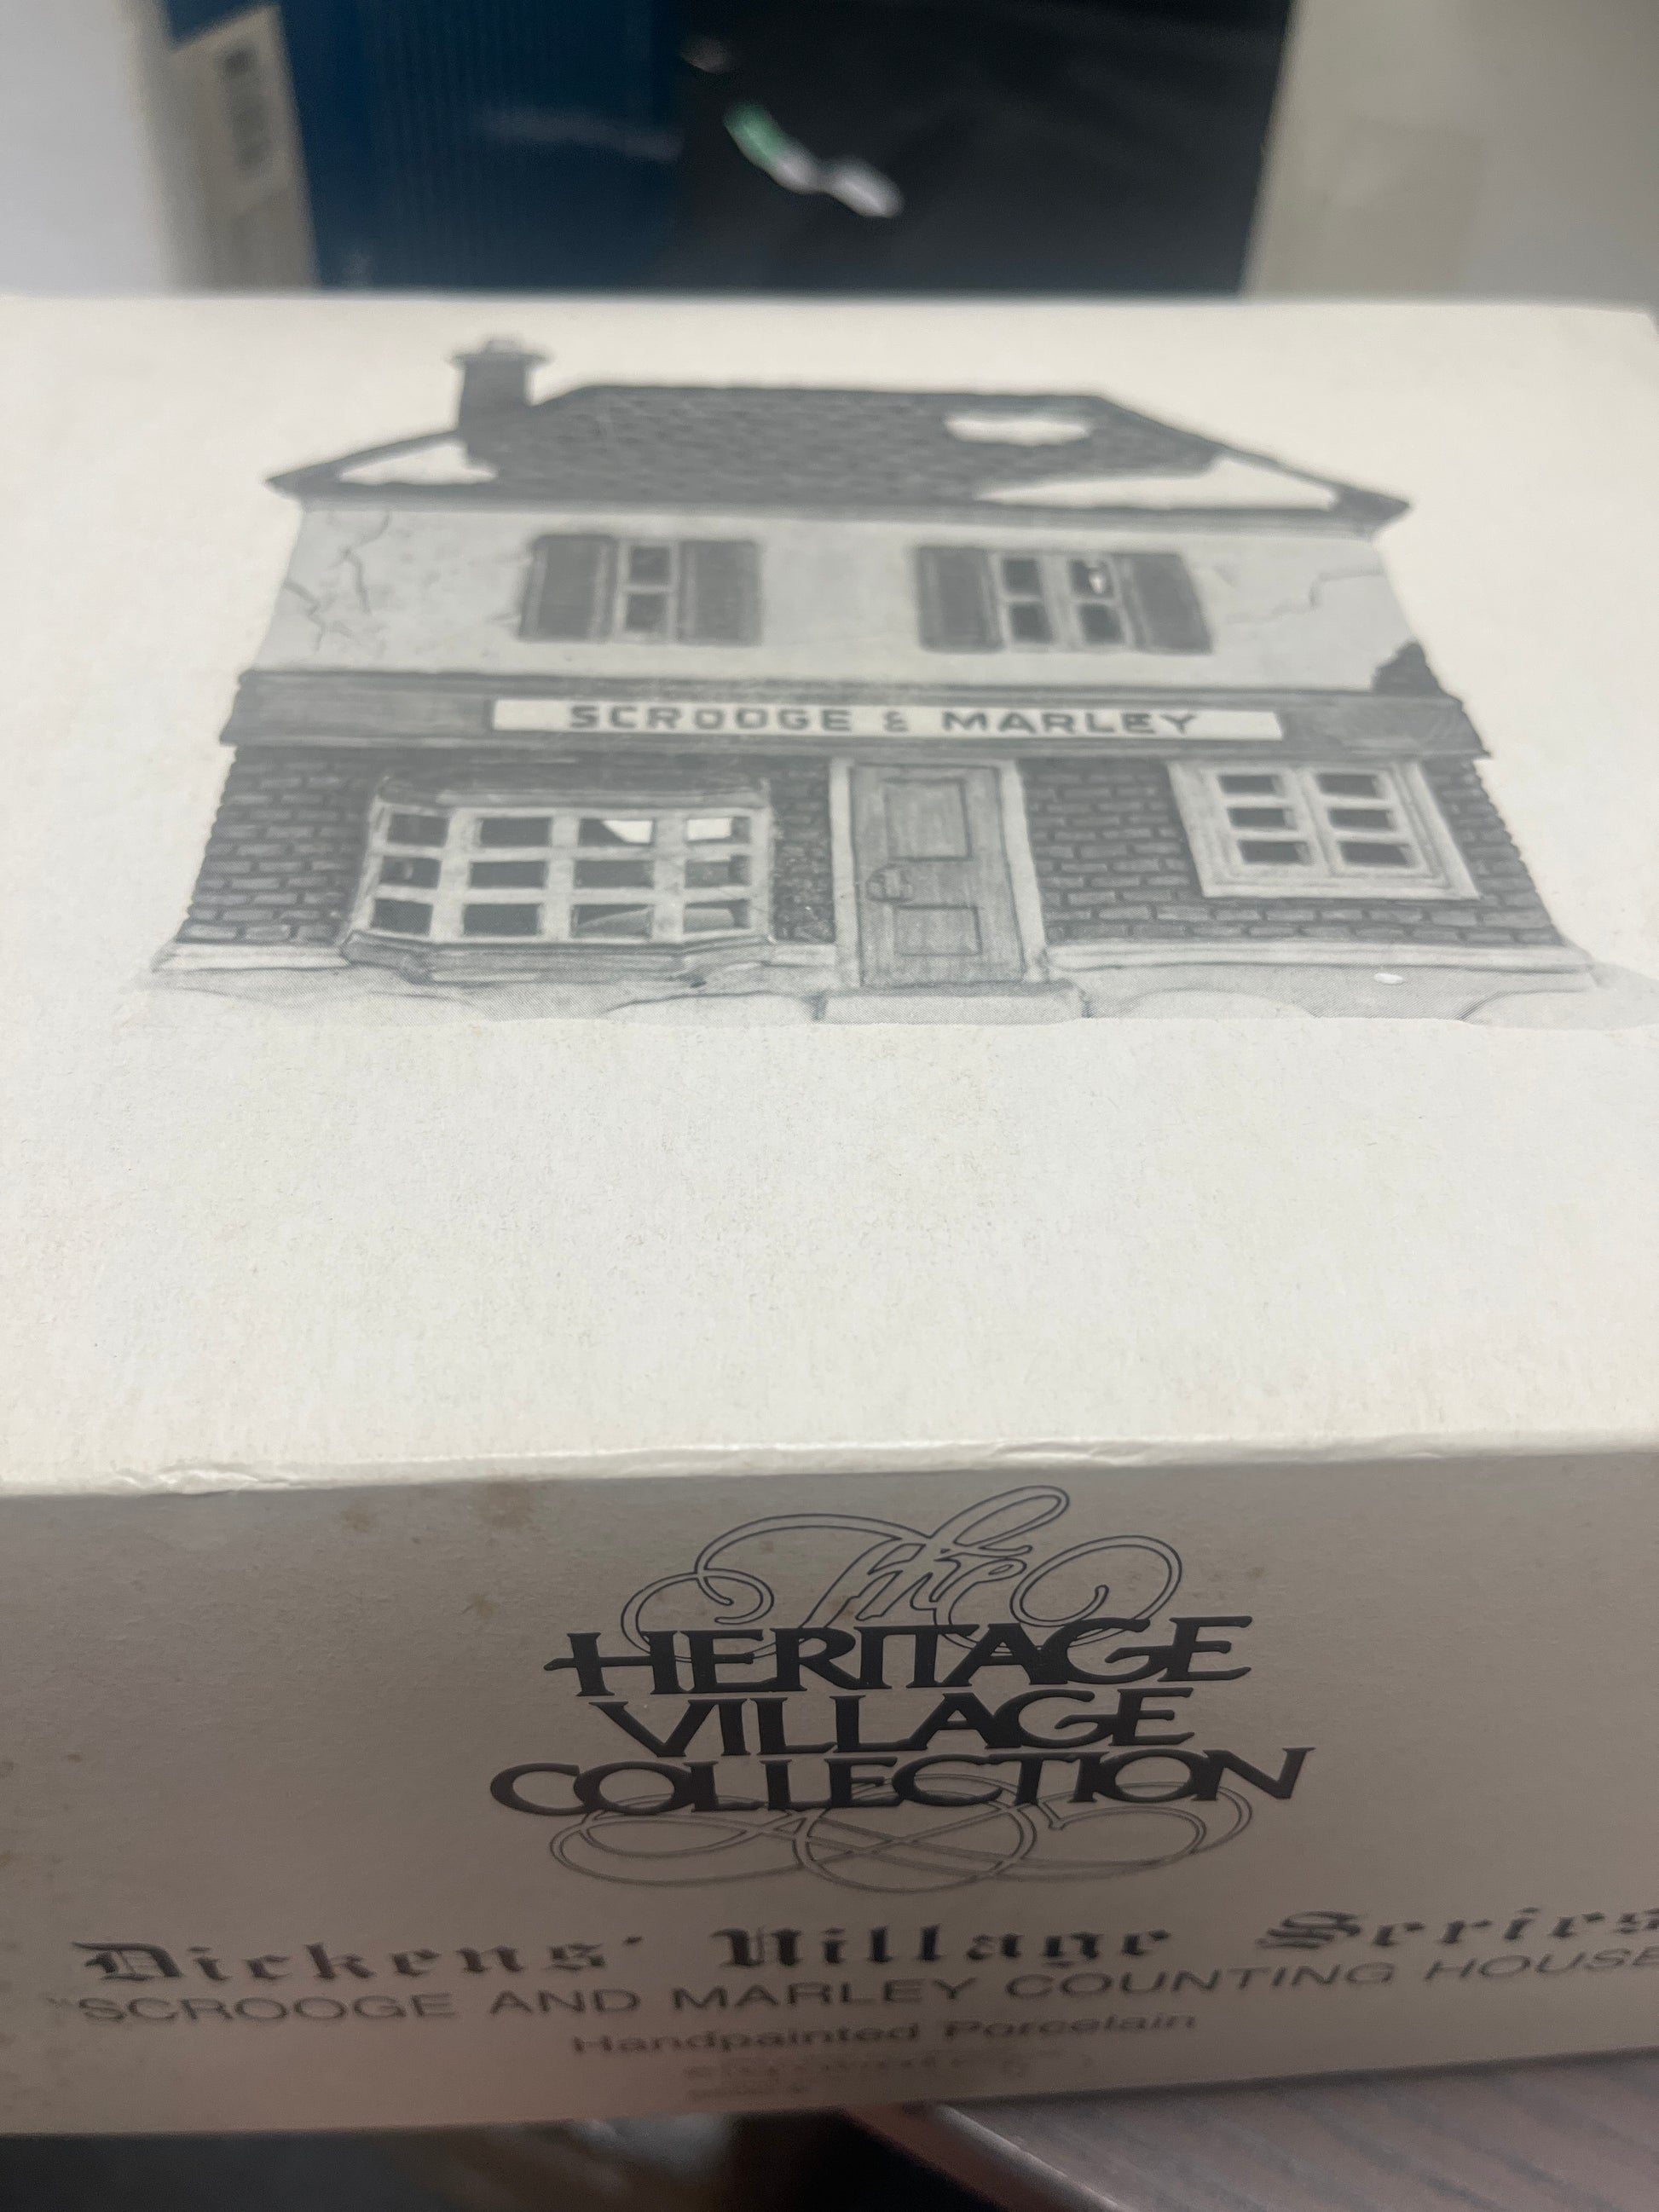 SCROOGE & MARLEY
The
HERITAGE
VILLAGE
COLLECTION
Dickens' Village Series
"SCROOGE AND MARLEY COUNTING HOUSE
Handpainted Porcelain